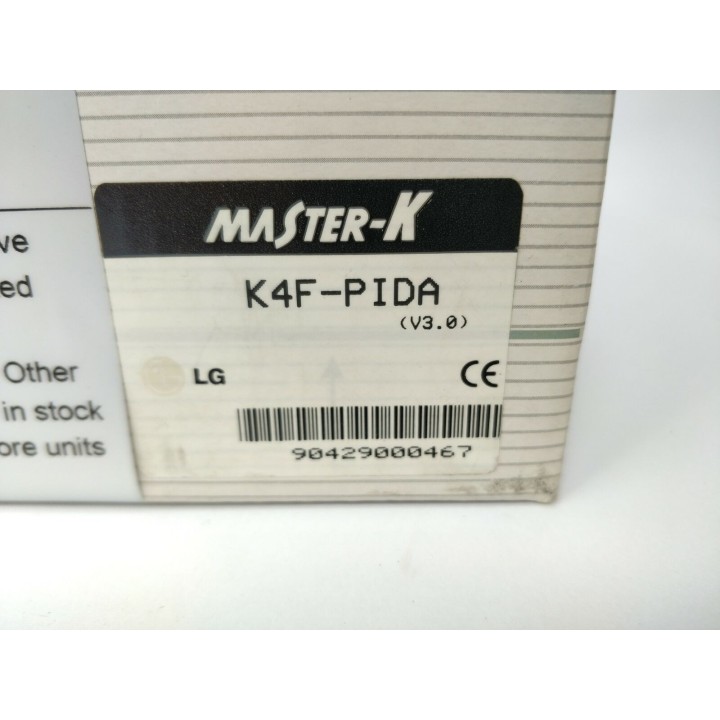 ve
ed
Other
in stock
ore units
MASTER-K
K4F-PIDA
(V3.0)
LG
CE
90429000467